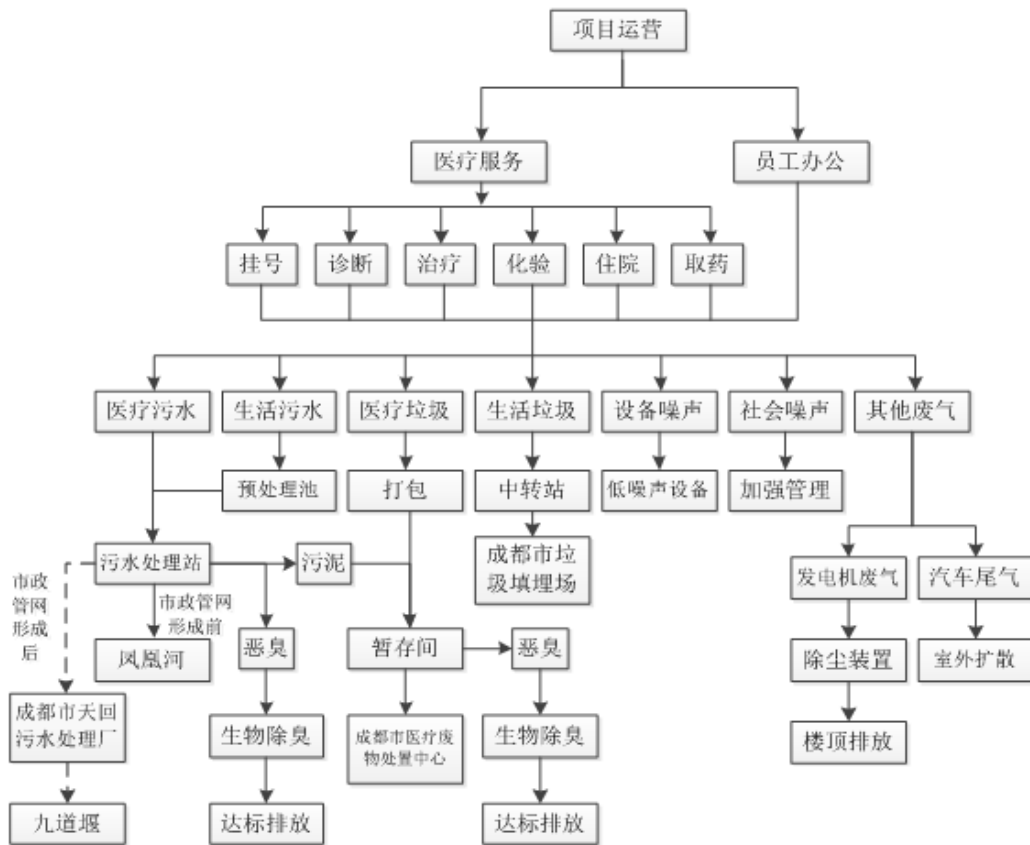 项目运营
医疗服务
员工办公
挂号
诊断
治疗
化验
住院
取药
医疗污水
生活污水
医疗垃圾
生活垃圾
设备噪声
社会噪声
其他废气
预处理池
打包
中转站
低噪声设备
加强管理
污水处理站
污泥
成都市垃
圾填埋场
发电机废气
汽车尾气
市政
管网
形成
后
市政管网
形成前
凤凰河
恶臭
暂存间
恶臭
除尘装置
室外扩散
成都市天回
污水处理厂
生物除臭
成都市医疗废
物处置中心
生物除臭
楼顶排放
九道堰
达标排放
达标排放